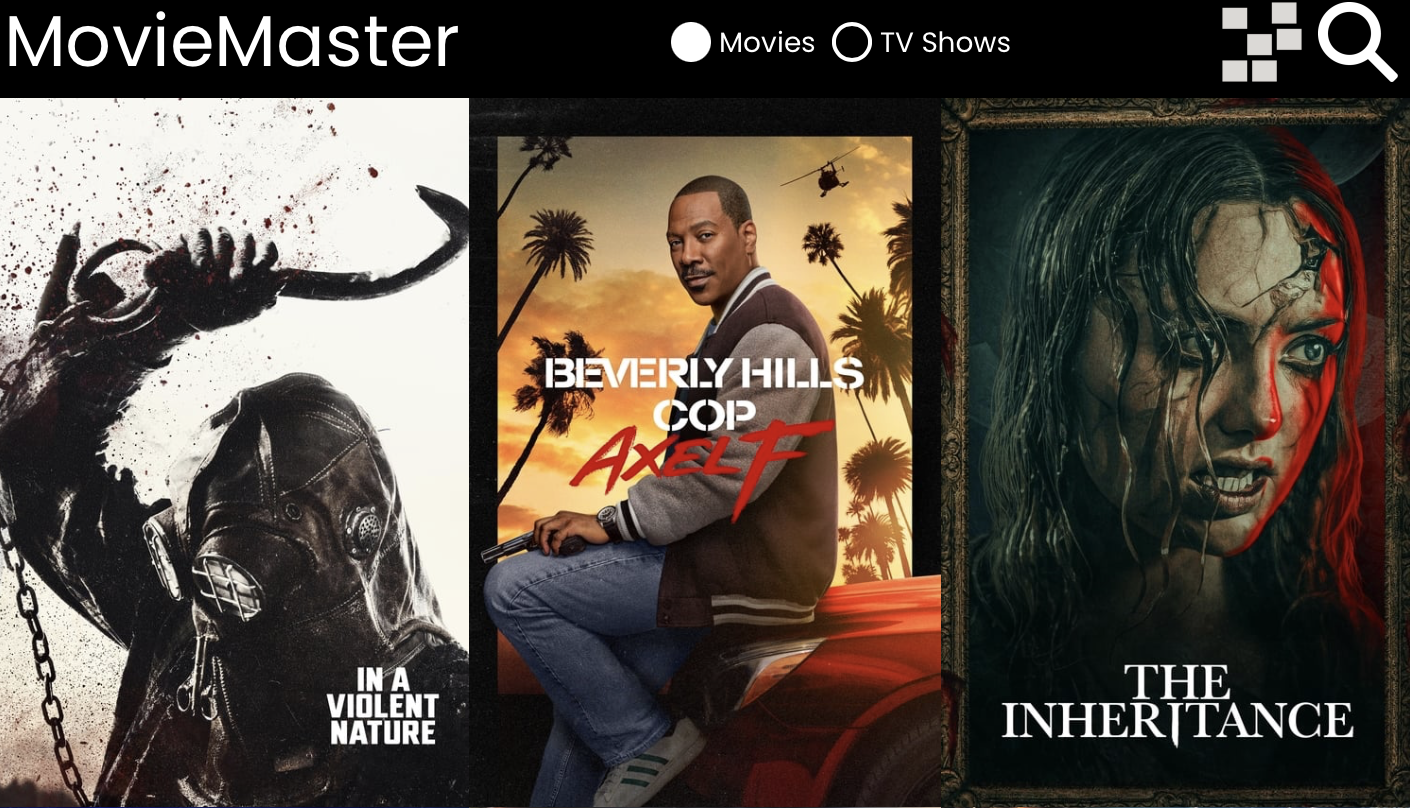 MovieMaster
Movies
TV Shows
IN A
VIOLENT
NATURE
BEVERLY HILLS
COP
AXEL F
THE
INHERITANCE